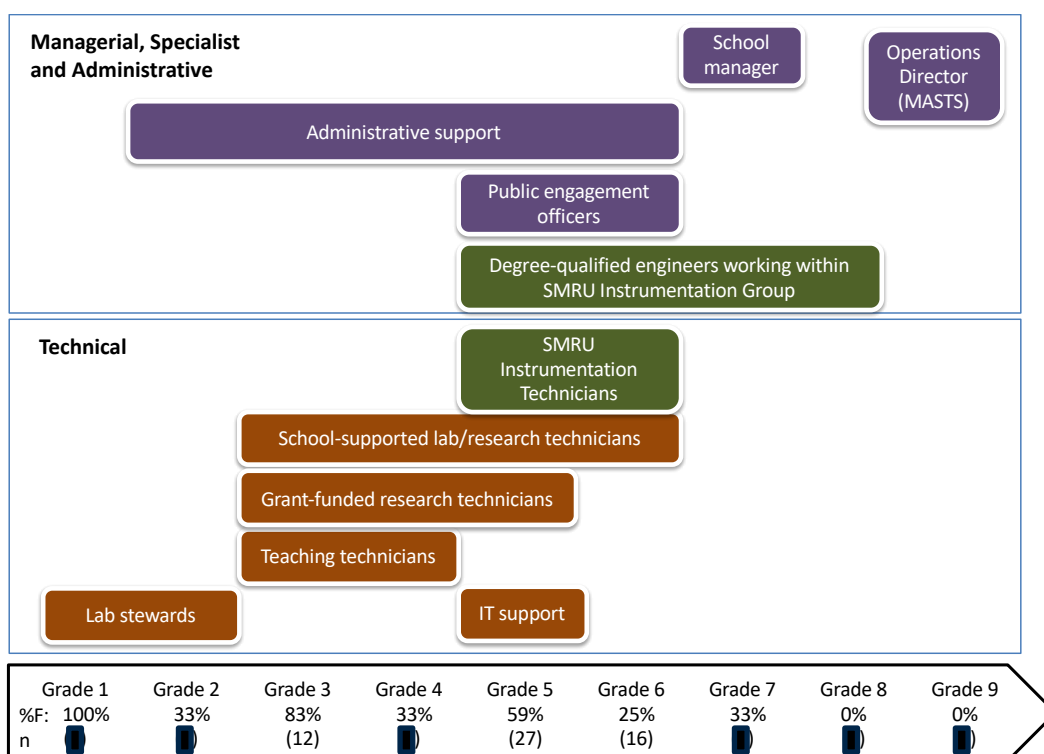 Managerial, Specialist
and Administrative
School
manager
Operations
Director
(MASTS)
Administrative support
Public engagement
officers
Degree-qualified engineers working within
SMRU Instrumentation Group
Technical
SMRU
Instrumentation
Technicians
School-supported lab/research technicians
Grant-funded research technicians
Teaching technicians
Lab stewards
IT support
Grade 1 Grade 2 Grade 3 Grade 4 Grade 5 Grade 6 Grade 7 Grade 8 Grade 9
%F: 100% 33% 83% 33% 59% 25% 33% 0% 0%
n (12) (27) (16)